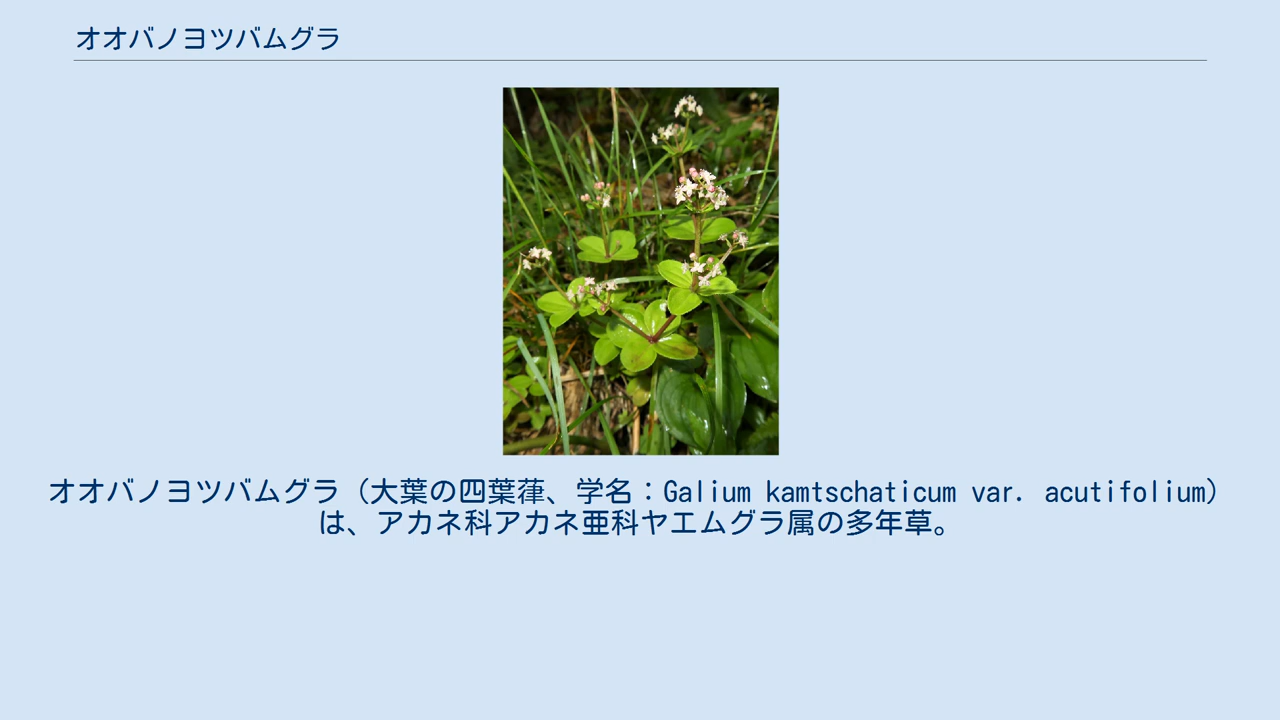 オオバノヨツバムグラ
オオバノヨツバムグラ（大葉の四葉葎、学名：Galium kamtschaticum var. acutifolium）
は、アカネ科アカネ亜科ヤエムグラ属の多年草。